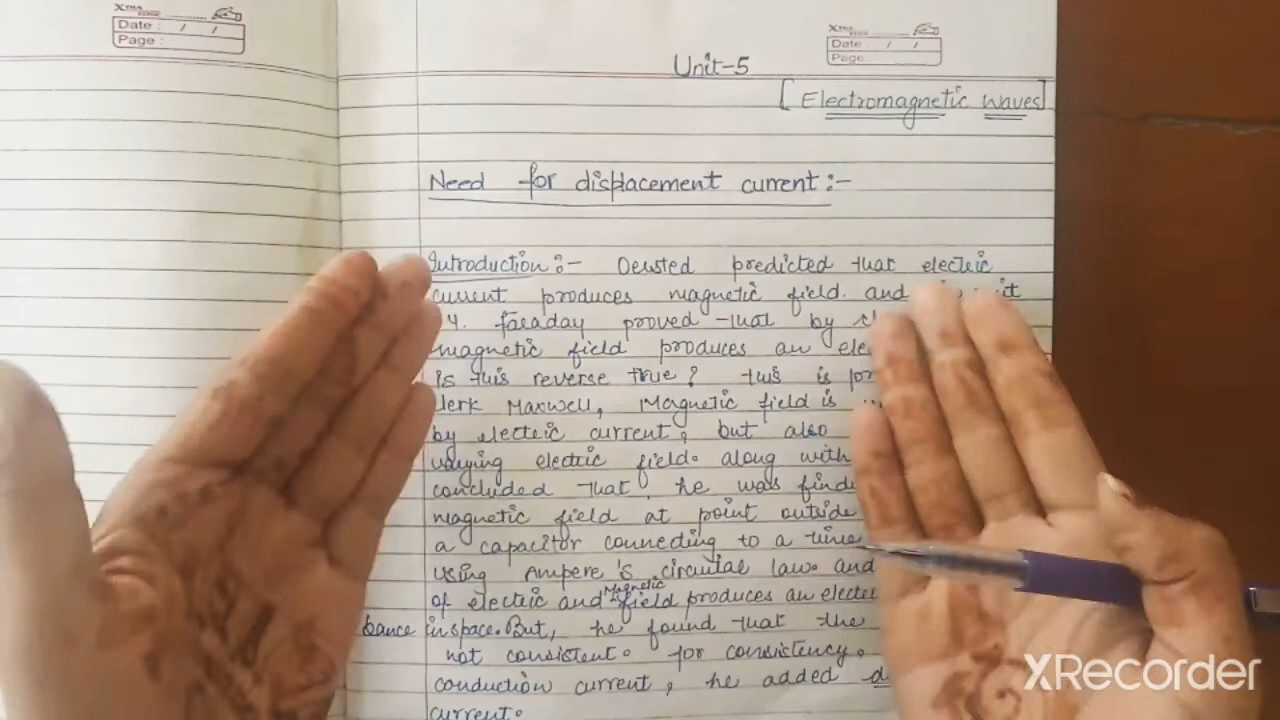 XTRA
Date : / /
Page :
XTRA
Date : / /
Page
Unit-5
[Electromagnetic Waves]
Need for displacement current:-
Introduction:- Oersted predicted that electric
current produces magnetic field. and
4. faraday proved that by
magnetic field produces an
is this reverse true? this is
lerk Maxwell, Magnetic field is
by electric current, but also
varying electric field. along with
concluded that, he was
magnetic field at point outside
a capacitor connecting to a
using Ampere's circuital law. and
Magnetic
of electric and field produces an
bance in space. But, he found that the
not consistent. for consistency.
conduction current, he added
current.
XRecorder